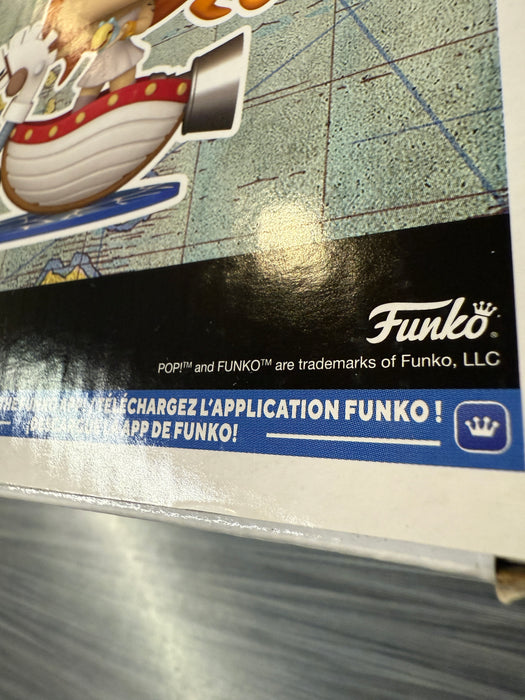 Funko
POP!™ and FUNKO™ are trademarks of Funko, LLC
TÉLÉCHARGEZ L'APPLICATION FUNKO !
APP DE FUNKO!